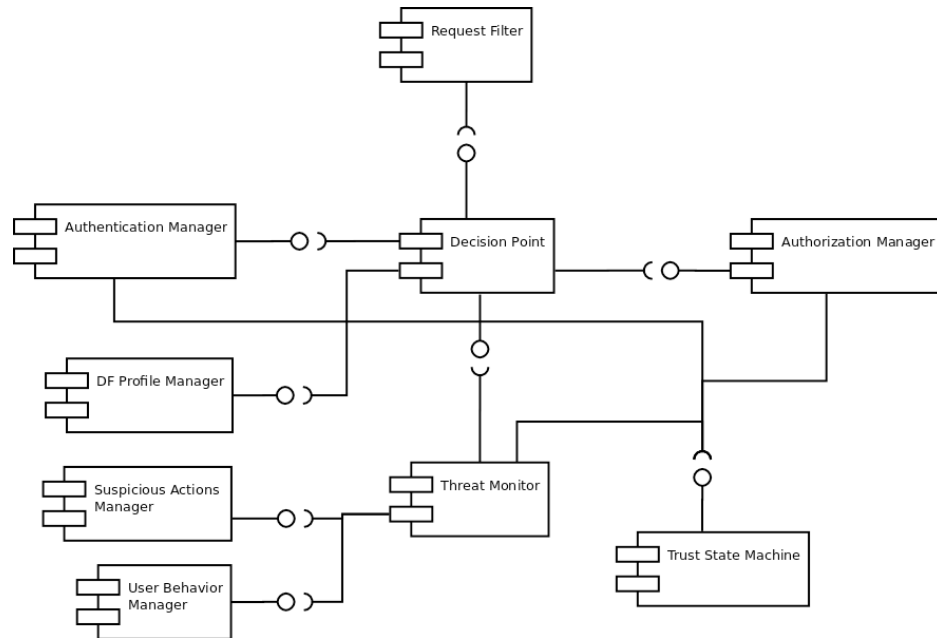 Request Filter
Authentication Manager
Decision Point
Authorization Manager
DF Profile Manager
Suspicious Actions
Manager
Threat Monitor
Trust State Machine
User Behavior
Manager